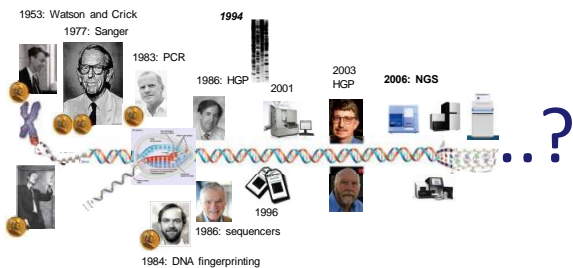 1953: Watson and Crick
1977: Sanger
1983: PCR
1986: HGP
1994
2001
2003
HGP
2006: NGS
..?
1996
1986: sequencers
1984: DNA fingerprinting